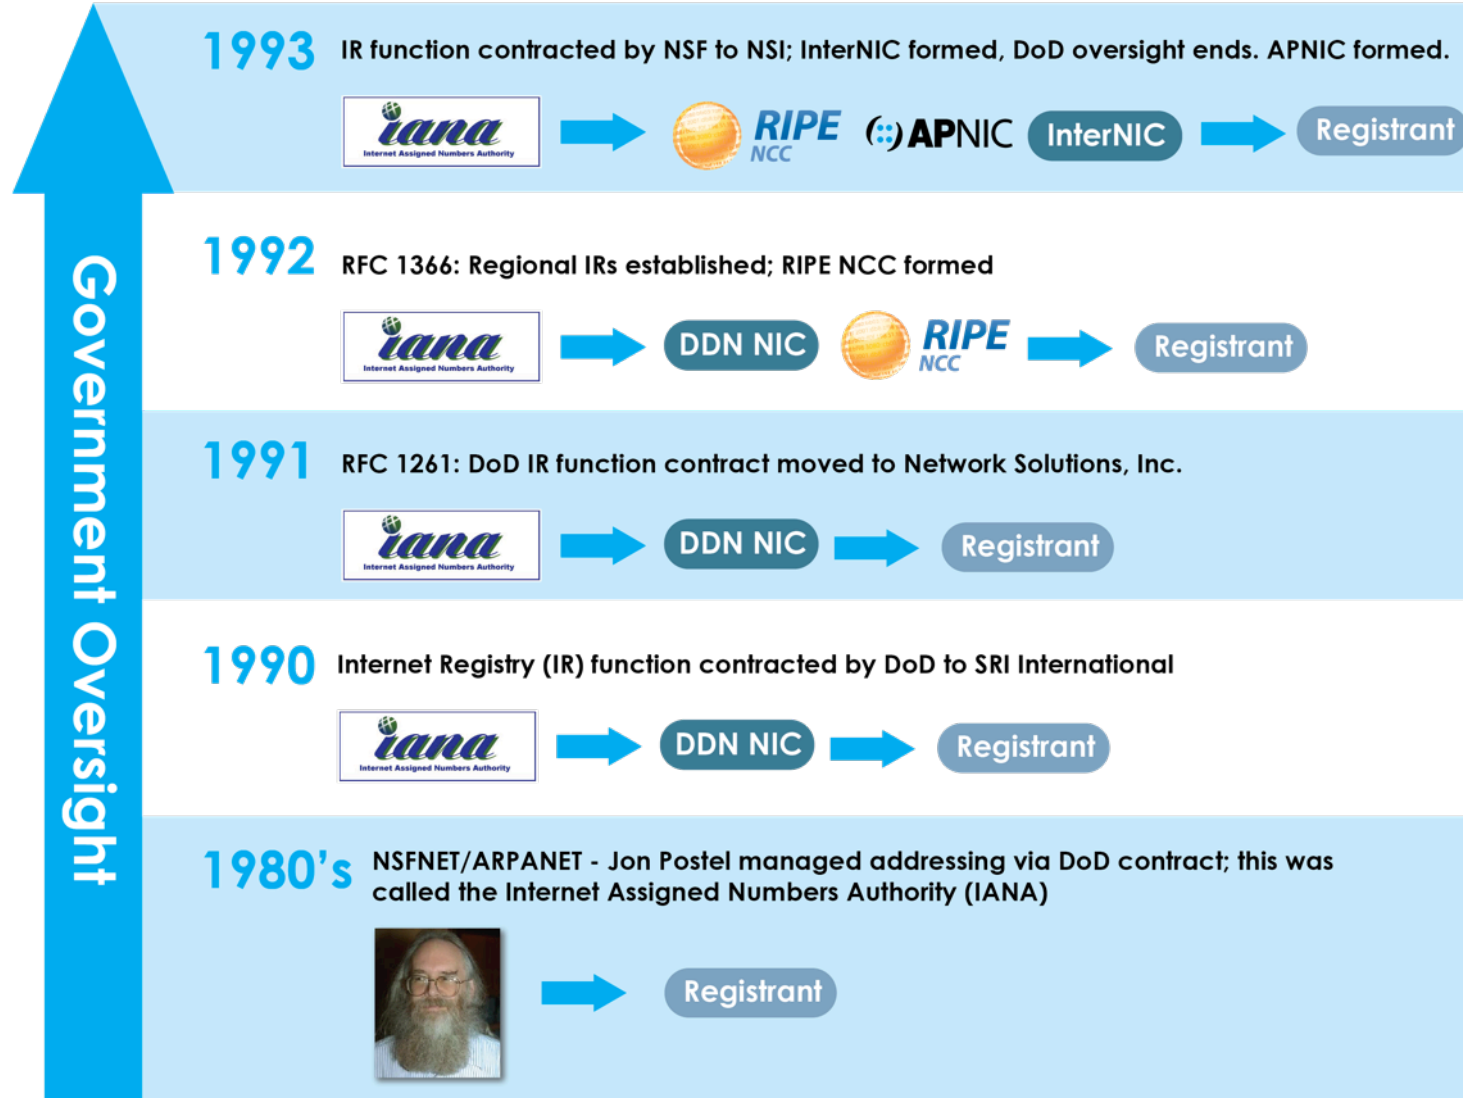 1993 IR function contracted by NSF to NSI; InterNIC formed, DoD oversight ends. APNIC formed.
iana
Internet Assigned Numbers Authority
RIPE
NCC
APNIC
InterNIC
Registrant
1992 RFC 1366: Regional IRs established; RIPE NCC formed
iana
Internet Assigned Numbers Authority
DDN NIC
RIPE
NCC
Registrant
1991 RFC 1261: DoD IR function contract moved to Network Solutions, Inc.
iana
Internet Assigned Numbers Authority
DDN NIC
Registrant
1990 Internet Registry (IR) function contracted by DoD to SRI International
iana
Internet Assigned Numbers Authority
DDN NIC
Registrant
1980's NSFNET/ARPANET - Jon Postel managed addressing via DoD contract; this was
called the Internet Assigned Numbers Authority (IANA)
Registrant
Government Oversight